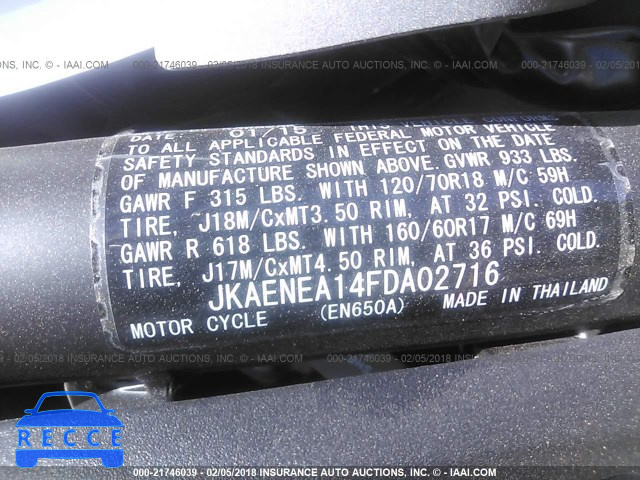 000-21746039 - 02/05/2018 - INSURANCE AUTO AUCTIONS, INC. - © IAAI.COM
000-21746039 - 02/05/2018
DATE: 01/15 THIS VEHICLE CONFORMS
TO ALL APPLICABLE FEDERAL MOTOR VEHICLE
SAFETY STANDARDS IN EFFECT ON THE DATE
OF MANUFACTURE SHOWN ABOVE. GVWR 933 LBS.
GAWR F 315 LBS. WITH 120/70R18 M/C 59H
TIRE, J18M/CxMT3.50 RIM, AT 32 PSI. COLD.
GAWR R 618 LBS. WITH 160/60R17 M/C 69H
TIRE, J17M/CxMT4.50 RIM, AT 36 PSI. COLD.
JKAENEA14FDA02716
MOTOR CYCLE (EN650A) MADE IN THAILAND
000-21746039 - 02/05/2018 - INSURANCE AUTO AUCTIONS, INC. - © IAAI.COM
000-21746039 - 02/05/2018
RECCE
000-21746039 - 02/05/2018 - INSURANCE AUTO AUCTIONS, INC. - © IAAI.COM